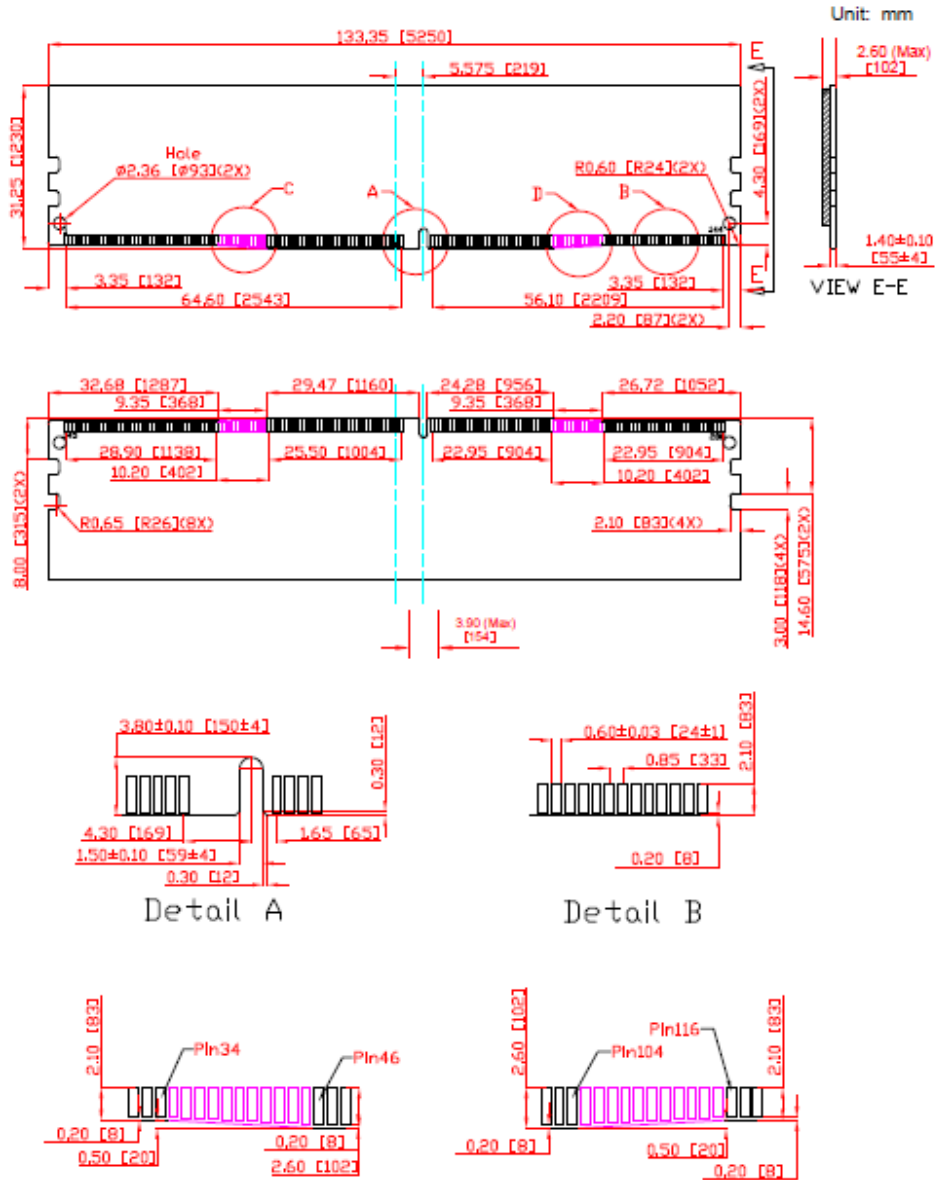 Unit: mm
133.35 [5250]
5.575 [219]
E
2.60 (Max)
[102]
31.25 [1230]
Hole
ø2.36 [ø93](2X)
C
A
D
B
R0.60 [R24](2X)
4.30 [169](2X)
3.35 [132]
64.60 [2543]
3.35 [132]
56.10 [2209]
2.20 [87](2X)
E
1.40±0.10
[55±4]
VIEW E-E
32.68 [1287]
29.47 [1160]
24.28 [956]
26.72 [1052]
9.35 [368]
9.35 [368]
28.90 [1138]
25.50 [1004]
22.95 [904]
22.95 [904]
10.20 [402]
10.20 [402]
8.00 [315](2X)
R0.65 [R26](8X)
2.10 [83](4X)
3.00 [118](4X)
14.60 [575](2X)
3.90 (Max)
[154]
3.80±0.10 [150±4]
0.30 [12]
4.30 [169]
1.65 [65]
1.50±0.10 [59±4]
0.30 [12]
Detail A
0.60±0.03 [24±1]
0.85 [33]
2.10 [83]
0.20 [8]
Detail B
2.10 [83]
Pin34
Pin46
0.20 [8]
0.50 [20]
0.20 [8]
2.60 [102]
2.60 [102]
Pin104
Pin116
2.10 [83]
0.20 [8]
0.50 [20]
0.20 [8]